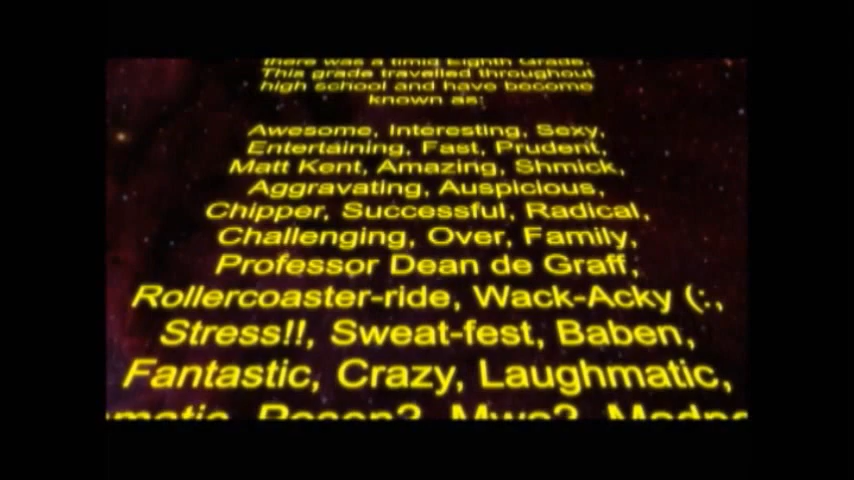 there was a timid Eighth Grade.
This grade travelled throughout
high school and have become
known as:
Awesome, Interesting, Sexy,
Entertaining, Fast, Prudent,
Matt Kent, Amazing, Shmick,
Aggravating, Auspicious,
Chipper, Successful, Radical,
Challenging, Over, Family,
Professor Dean de Graff,
Rollercoaster-ride, Wack-Acky (:,
Stress!!, Sweat-fest, Baben,
Fantastic, Crazy, Laughmatic,